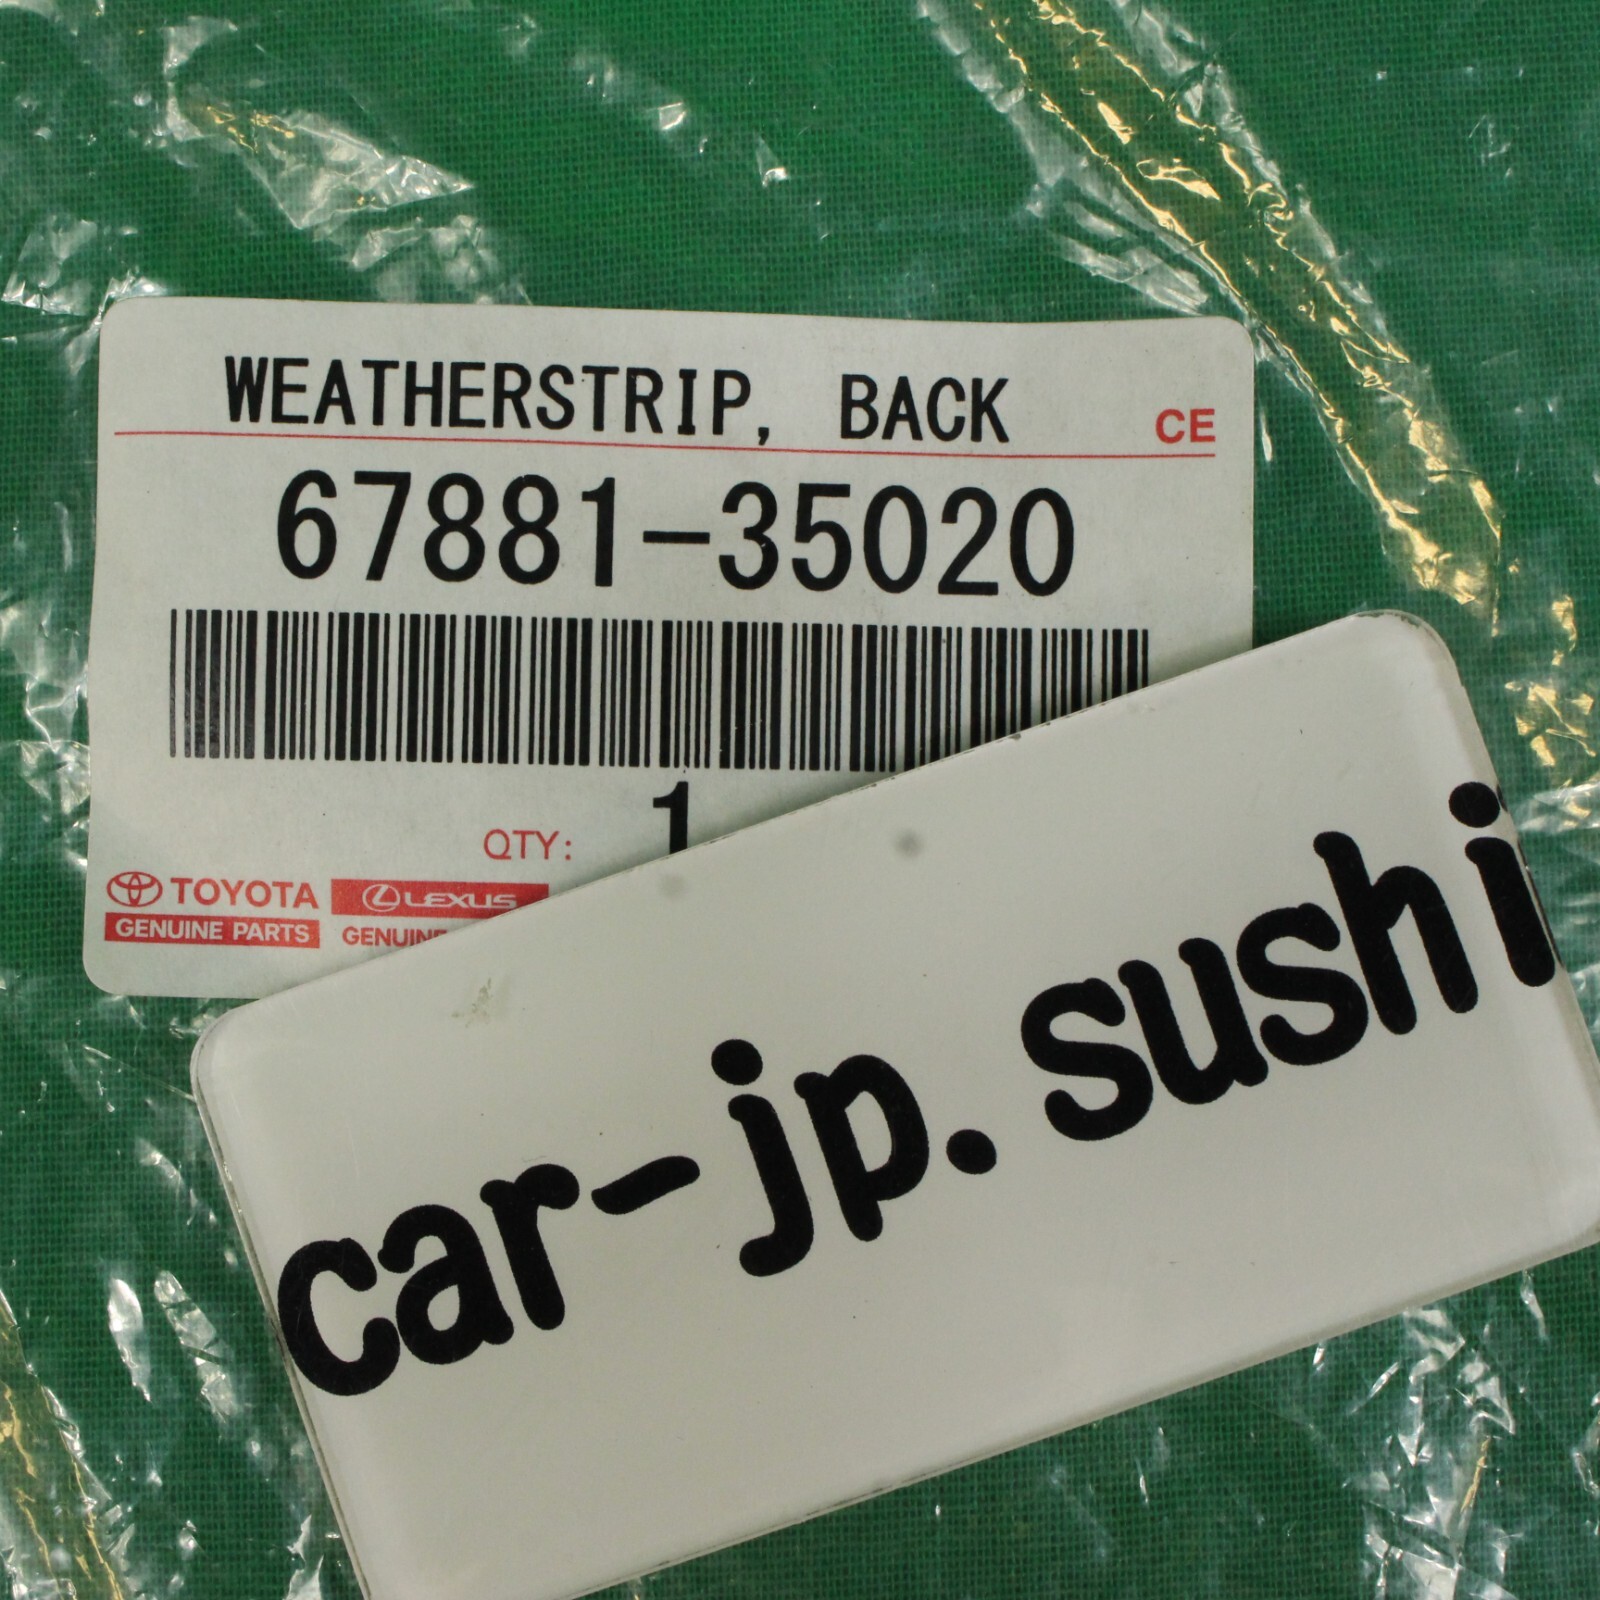 WEATHERSTRIP, BACK
CE
67881-35020
QTY: 1
TOYOTA LEXUS
GENUINE PARTS
car-jp.sushi